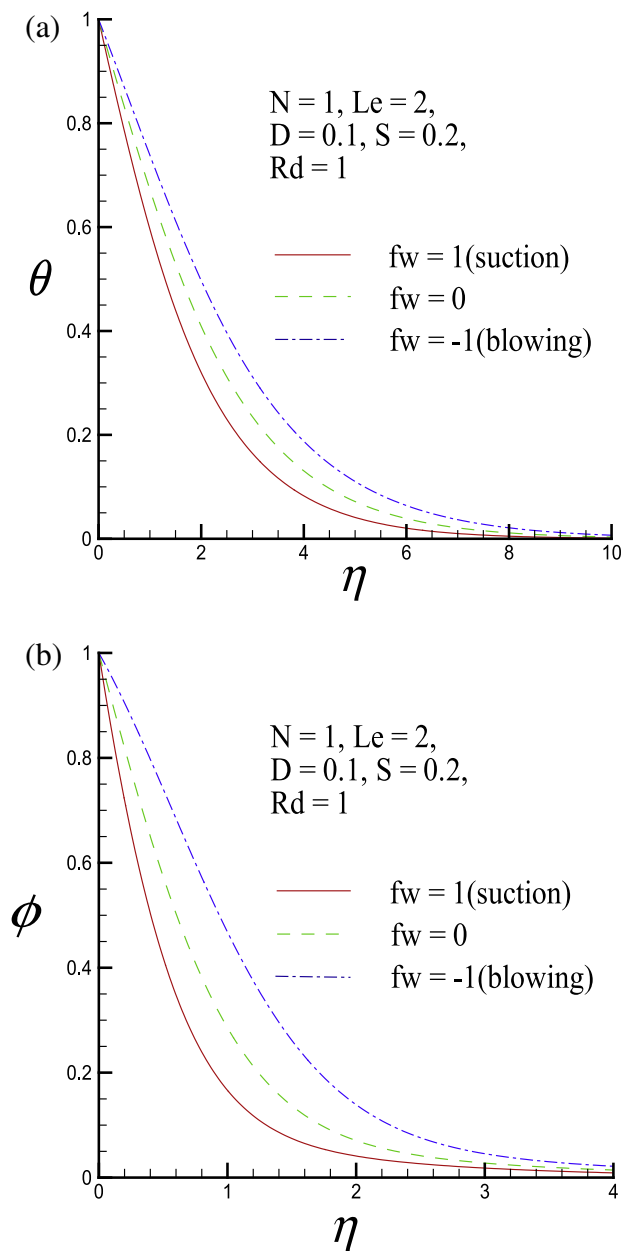 (a)
1
0.8
0.6
0.4
0.2
0
θ
N = 1, Le = 2,
D = 0.1, S = 0.2,
Rd = 1
fw = 1(suction)
fw = 0
fw = -1(blowing)
0 2 4 6 8 10
η
(b)
1
0.8
0.6
0.4
0.2
0
ϕ
N = 1, Le = 2,
D = 0.1, S = 0.2,
Rd = 1
fw = 1(suction)
fw = 0
fw = -1(blowing)
0 1 2 3 4
η